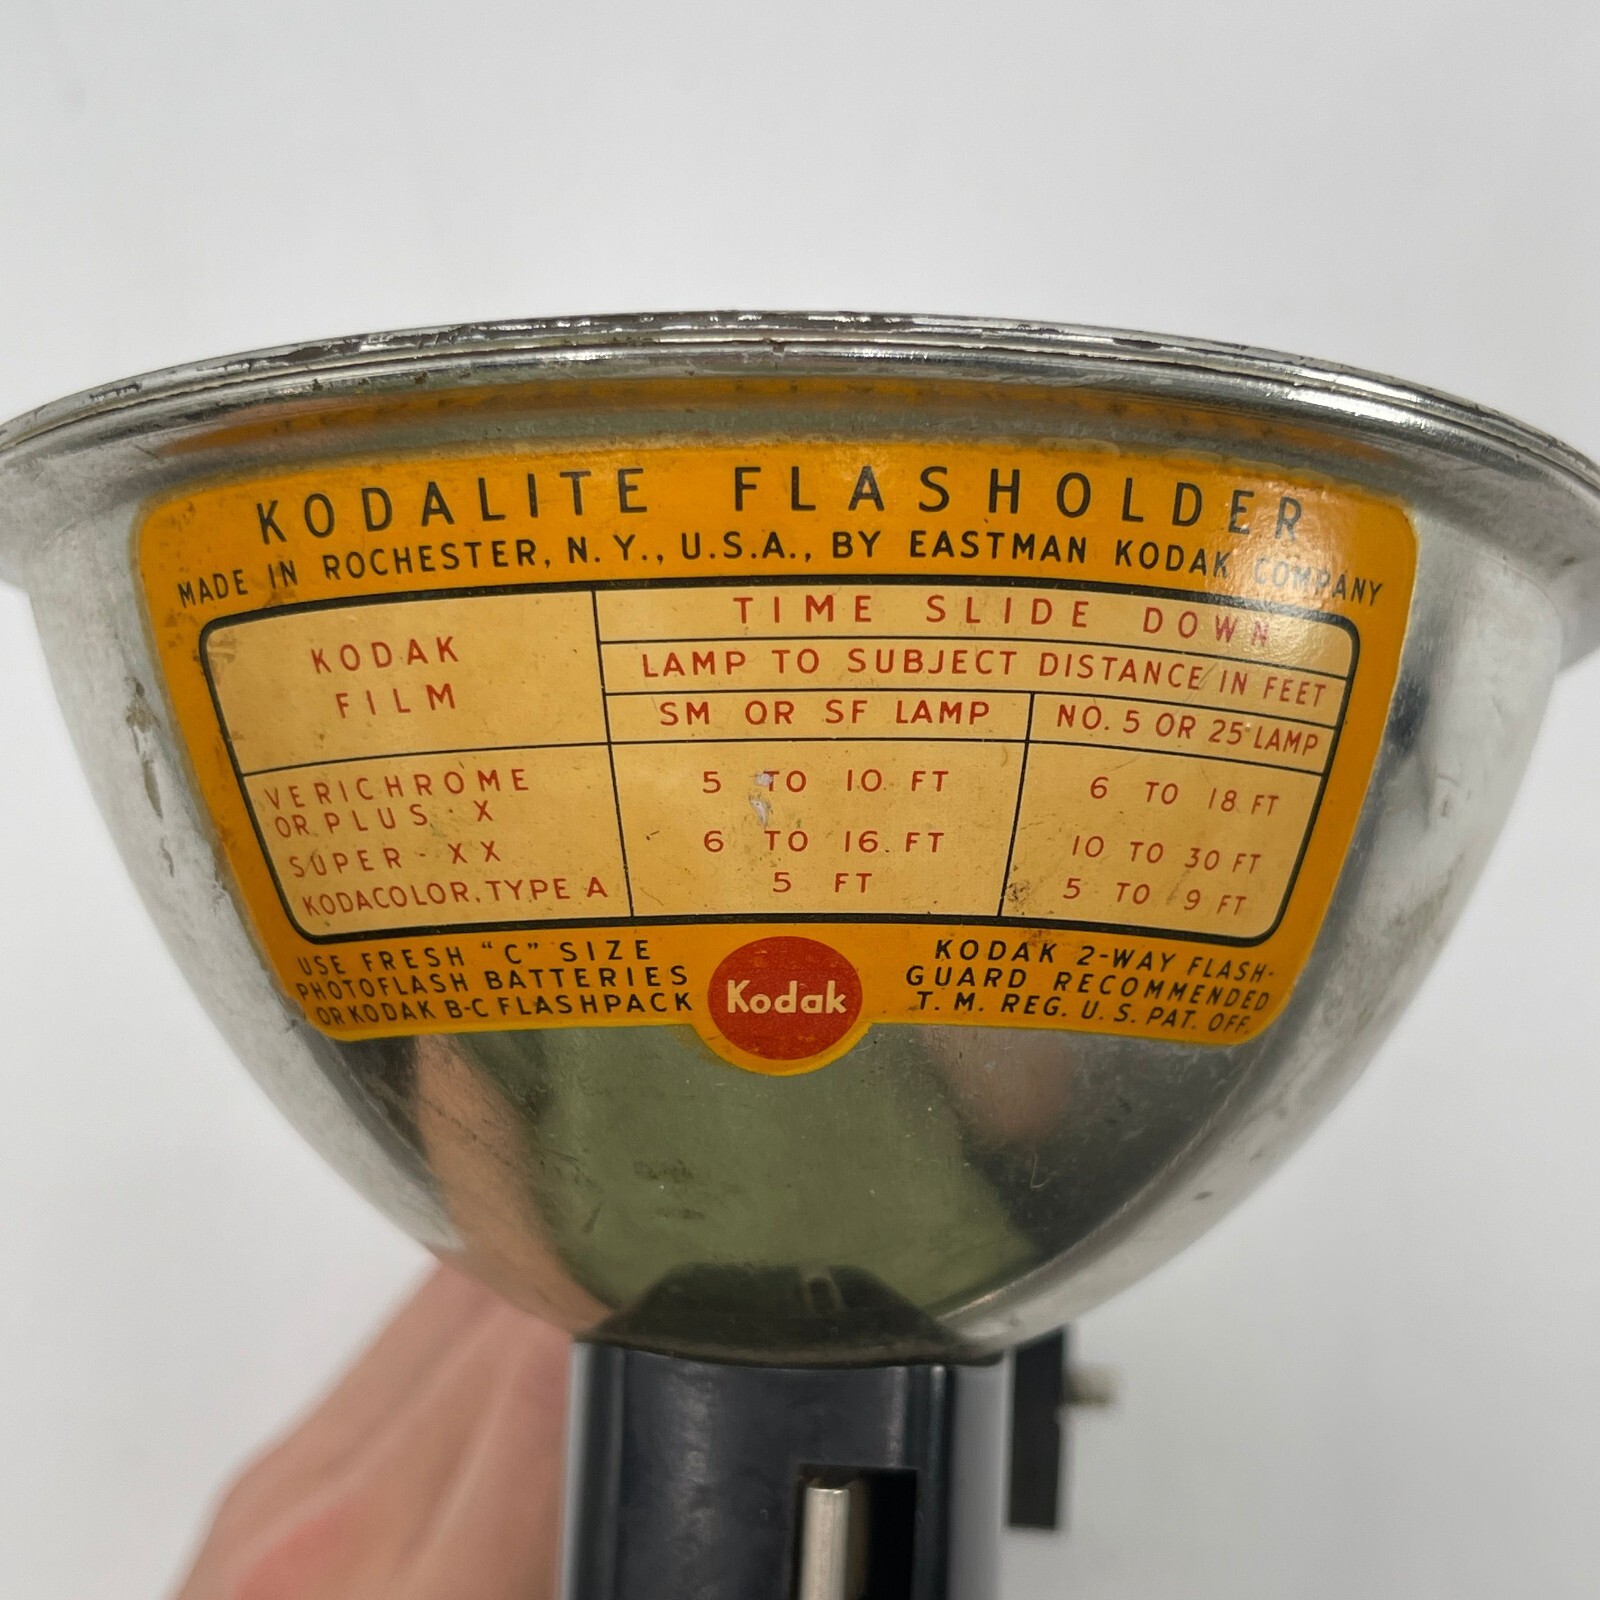 KODALITE FLASHOLDER
MADE IN ROCHESTER, N. Y., U.S.A., BY EASTMAN KODAK COMPANY
KODAK
FILM
TIME SLIDE DOWN
LAMP TO SUBJECT DISTANCE IN FEET
SM OR SF LAMP
NO. 5 OR 25 LAMP
VERICHROME
OR PLUS - X
5 TO 10 FT
6 TO 18 FT
SUPER - XX
6 TO 16 FT
10 TO 30 FT
KODACOLOR, TYPE A
5 FT
5 TO 9 FT
USE FRESH "C" SIZE
PHOTOFLASH BATTERIES
OR KODAK B-C FLASHPACK
Kodak
KODAK 2-WAY FLASH-
GUARD RECOMMENDED
T. M. REG. U. S. PAT. OFF.